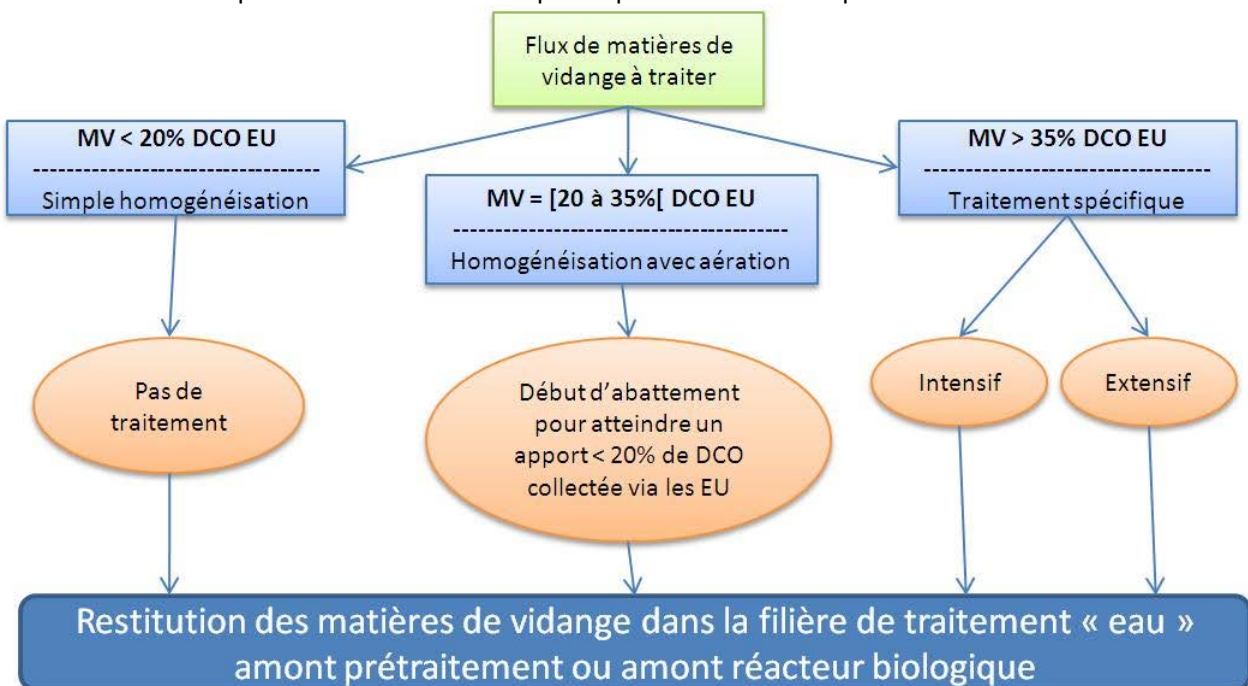 Flux de matières de
vidange à traiter
MV < 20% DCO EU
-----------------------------------
Simple homogénéisation
MV = [20 à 35%[ DCO EU
-----------------------------------------
Homogénéisation avec aération
MV > 35% DCO EU
-----------------------------------
Traitement spécifique
Pas de
traitement
Début d’abattement
pour atteindre un
apport < 20% de DCO
collectée via les EU
Intensif
Extensif
Restitution des matières de vidange dans la filière de traitement « eau »
amont prétraitement ou amont réacteur biologique